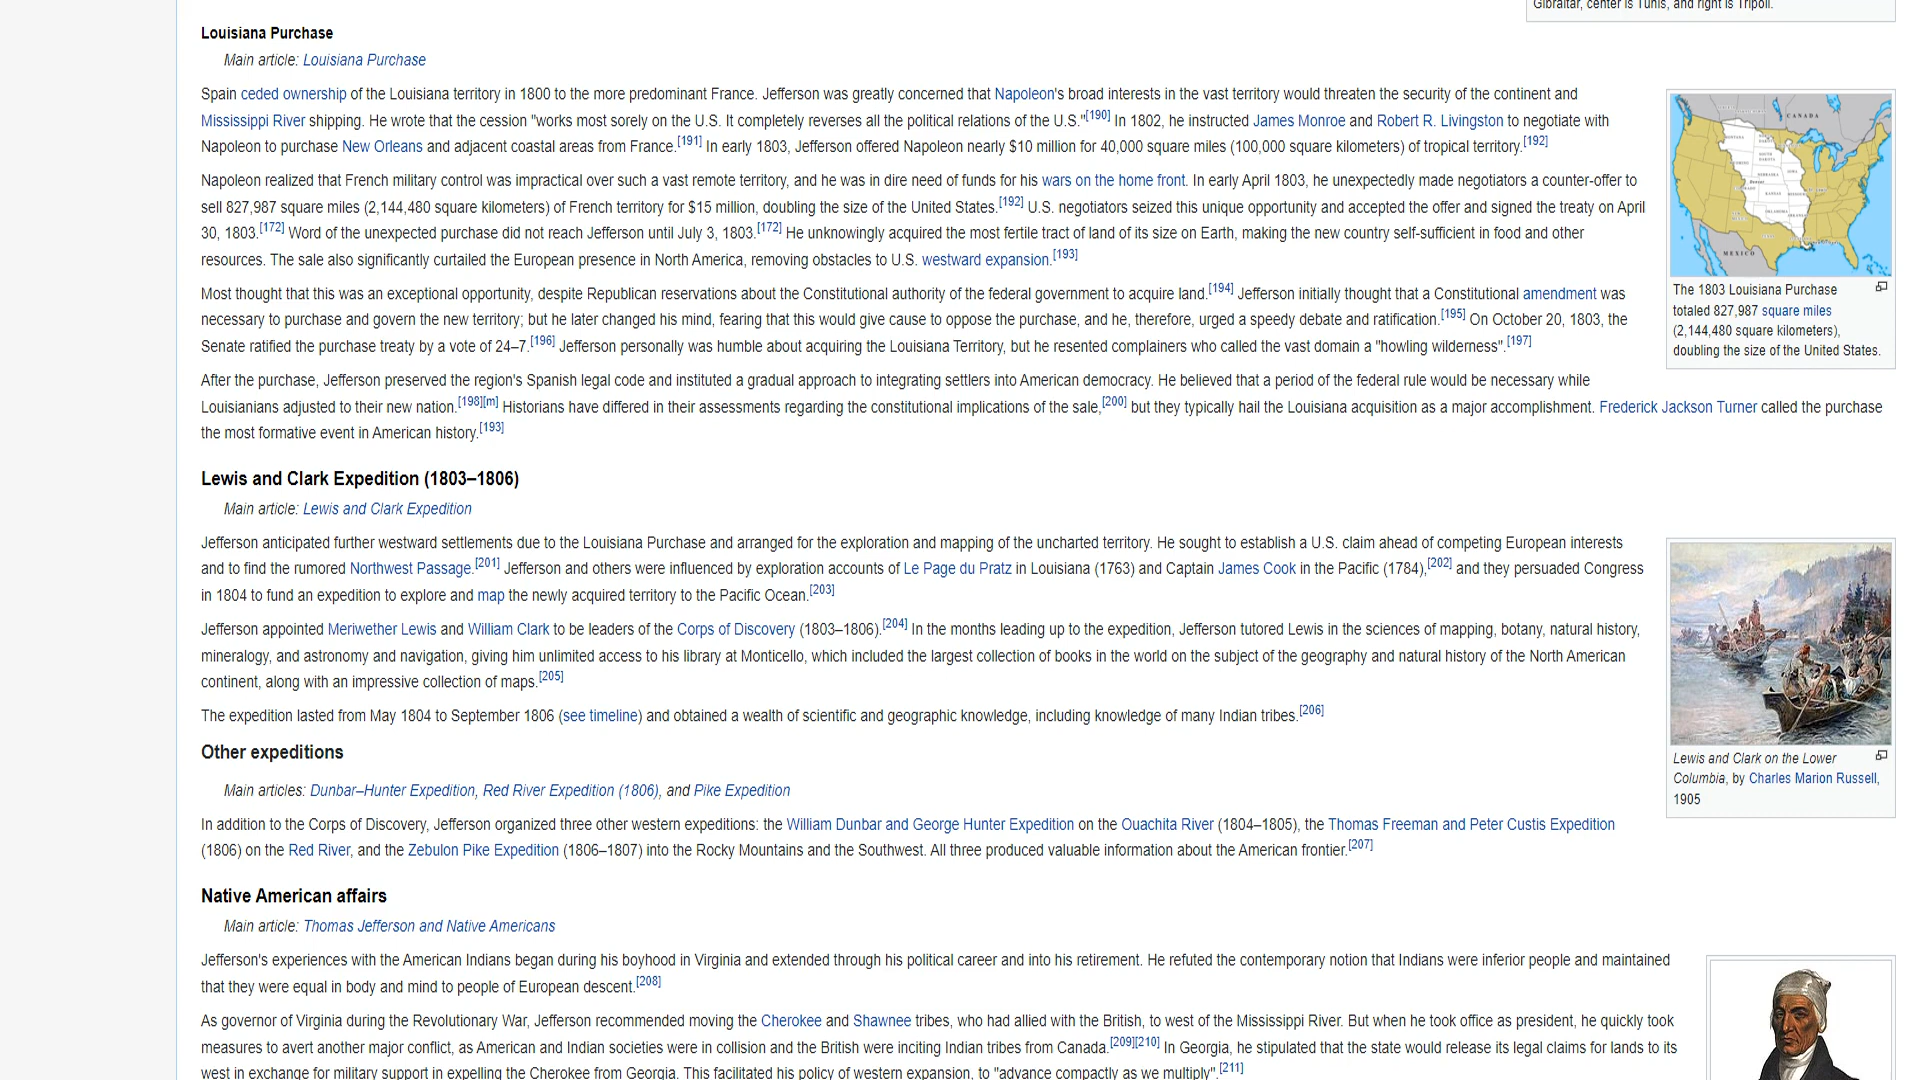 Gibraltar, center is Tunis, and right is Tripoli.
Louisiana Purchase
Main article: Louisiana Purchase
Spain ceded ownership of the Louisiana territory in 1800 to the more predominant France. Jefferson was greatly concerned that Napoleon's broad interests in the vast territory would threaten the security of the continent and
Mississippi River shipping. He wrote that the cession "works most sorely on the U.S. It completely reverses all the political relations of the U.S."[190] In 1802, he instructed James Monroe and Robert R. Livingston to negotiate with
Napoleon to purchase New Orleans and adjacent coastal areas from France.[191] In early 1803, Jefferson offered Napoleon nearly $10 million for 40,000 square miles (100,000 square kilometers) of tropical territory.[192]
Napoleon realized that French military control was impractical over such a vast remote territory, and he was in dire need of funds for his wars on the home front. In early April 1803, he unexpectedly made negotiators a counter-offer to
sell 827,987 square miles (2,144,480 square kilometers) of French territory for $15 million, doubling the size of the United States.[192] U.S. negotiators seized this unique opportunity and accepted the offer and signed the treaty on April
30, 1803.[172] Word of the unexpected purchase did not reach Jefferson until July 3, 1803.[172] He unknowingly acquired the most fertile tract of land of its size on Earth, making the new country self-sufficient in food and other
resources. The sale also significantly curtailed the European presence in North America, removing obstacles to U.S. westward expansion.[193]
Most thought that this was an exceptional opportunity, despite Republican reservations about the Constitutional authority of the federal government to acquire land.[194] Jefferson initially thought that a Constitutional amendment was
necessary to purchase and govern the new territory; but he later changed his mind, fearing that this would give cause to oppose the purchase, and he, therefore, urged a speedy debate and ratification.[195] On October 20, 1803, the
Senate ratified the purchase treaty by a vote of 24–7.[196] Jefferson personally was humble about acquiring the Louisiana Territory, but he resented complainers who called the vast domain a "howling wilderness".[197]
After the purchase, Jefferson preserved the region's Spanish legal code and instituted a gradual approach to integrating settlers into American democracy. He believed that a period of the federal rule would be necessary while
Louisianians adjusted to their new nation.[198][m] Historians have differed in their assessments regarding the constitutional implications of the sale,[200] but they typically hail the Louisiana acquisition as a major accomplishment. Frederick Jackson Turner called the purchase
the most formative event in American history.[193]
CANADA
MEXICO
The 1803 Louisiana Purchase
totaled 827,987 square miles
(2,144,480 square kilometers),
doubling the size of the United States.
Lewis and Clark Expedition (1803–1806)
Main article: Lewis and Clark Expedition
Jefferson anticipated further westward settlements due to the Louisiana Purchase and arranged for the exploration and mapping of the uncharted territory. He sought to establish a U.S. claim ahead of competing European interests
and to find the rumored Northwest Passage.[201] Jefferson and others were influenced by exploration accounts of Le Page du Pratz in Louisiana (1763) and Captain James Cook in the Pacific (1784),[202] and they persuaded Congress
in 1804 to fund an expedition to explore and map the newly acquired territory to the Pacific Ocean.[203]
Jefferson appointed Meriwether Lewis and William Clark to be leaders of the Corps of Discovery (1803–1806).[204] In the months leading up to the expedition, Jefferson tutored Lewis in the sciences of mapping, botany, natural history,
mineralogy, and astronomy and navigation, giving him unlimited access to his library at Monticello, which included the largest collection of books in the world on the subject of the geography and natural history of the North American
continent, along with an impressive collection of maps.[205]
The expedition lasted from May 1804 to September 1806 (see timeline) and obtained a wealth of scientific and geographic knowledge, including knowledge of many Indian tribes.[206]
Lewis and Clark on the Lower
Columbia, by Charles Marion Russell,
1905
Other expeditions
Main articles: Dunbar–Hunter Expedition, Red River Expedition (1806), and Pike Expedition
In addition to the Corps of Discovery, Jefferson organized three other western expeditions: the William Dunbar and George Hunter Expedition on the Ouachita River (1804–1805), the Thomas Freeman and Peter Custis Expedition
(1806) on the Red River, and the Zebulon Pike Expedition (1806–1807) into the Rocky Mountains and the Southwest. All three produced valuable information about the American frontier.[207]
Native American affairs
Main article: Thomas Jefferson and Native Americans
Jefferson's experiences with the American Indians began during his boyhood in Virginia and extended through his political career and into his retirement. He refuted the contemporary notion that Indians were inferior people and maintained
that they were equal in body and mind to people of European descent.[208]
As governor of Virginia during the Revolutionary War, Jefferson recommended moving the Cherokee and Shawnee tribes, who had allied with the British, to west of the Mississippi River. But when he took office as president, he quickly took
measures to avert another major conflict, as American and Indian societies were in collision and the British were inciting Indian tribes from Canada.[209][210] In Georgia, he stipulated that the state would release its legal claims for lands to its
west in exchange for military support in expelling the Cherokee from Georgia. This facilitated his policy of western expansion, to "advance compactly as we multiply".[211]